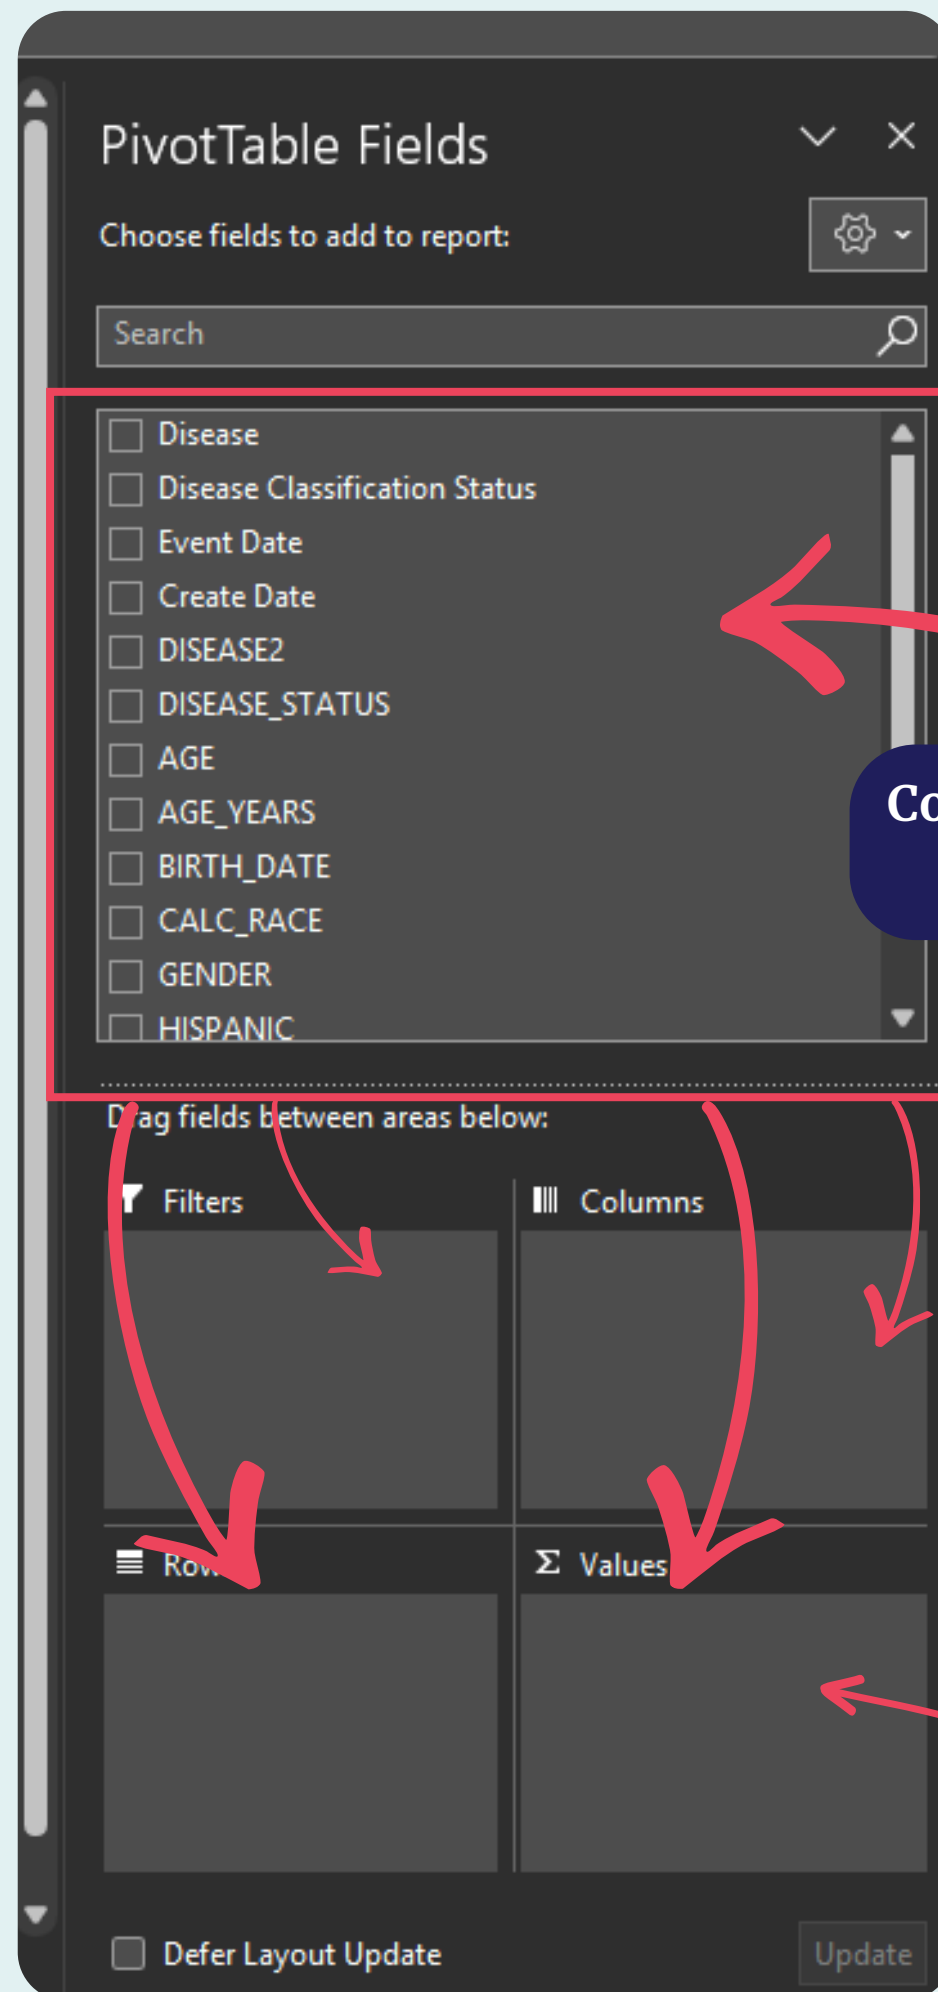 PivotTable Fields
Choose fields to add to report:
Search
Disease
Disease Classification Status
Event Date
Create Date
DISEASE2
DISEASE_STATUS
AGE
AGE_YEARS
BIRTH_DATE
CALC_RACE
GENDER
HISPANIC
Drag fields between areas below:
Filters
Columns
Σ Values
Defer Layout Update
Update